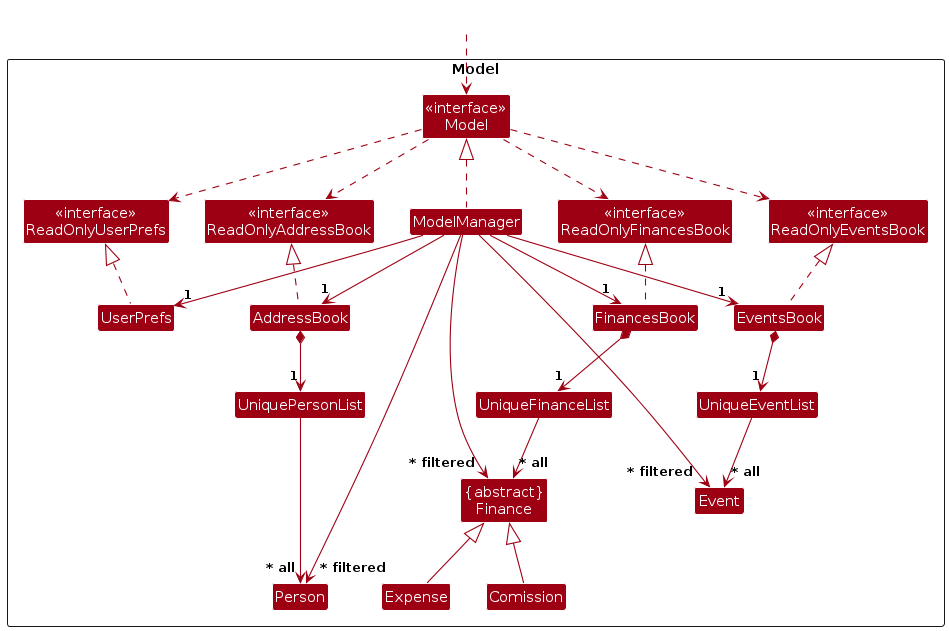 Model
«interface»
Model
«interface»
ReadOnlyUserPrefs
«interface»
ReadOnlyAddressBook
ModelManager
«interface»
ReadOnlyFinancesBook
«interface»
ReadOnlyEventsBook
1
1
1
1
UserPrefs
AddressBook
FinancesBook
EventsBook
1
1
1
UniquePersonList
UniqueFinanceList
UniqueEventList
* filtered
* all
* filtered
* all
{abstract}
Finance
Event
* all
* filtered
Person
Expense
Comission